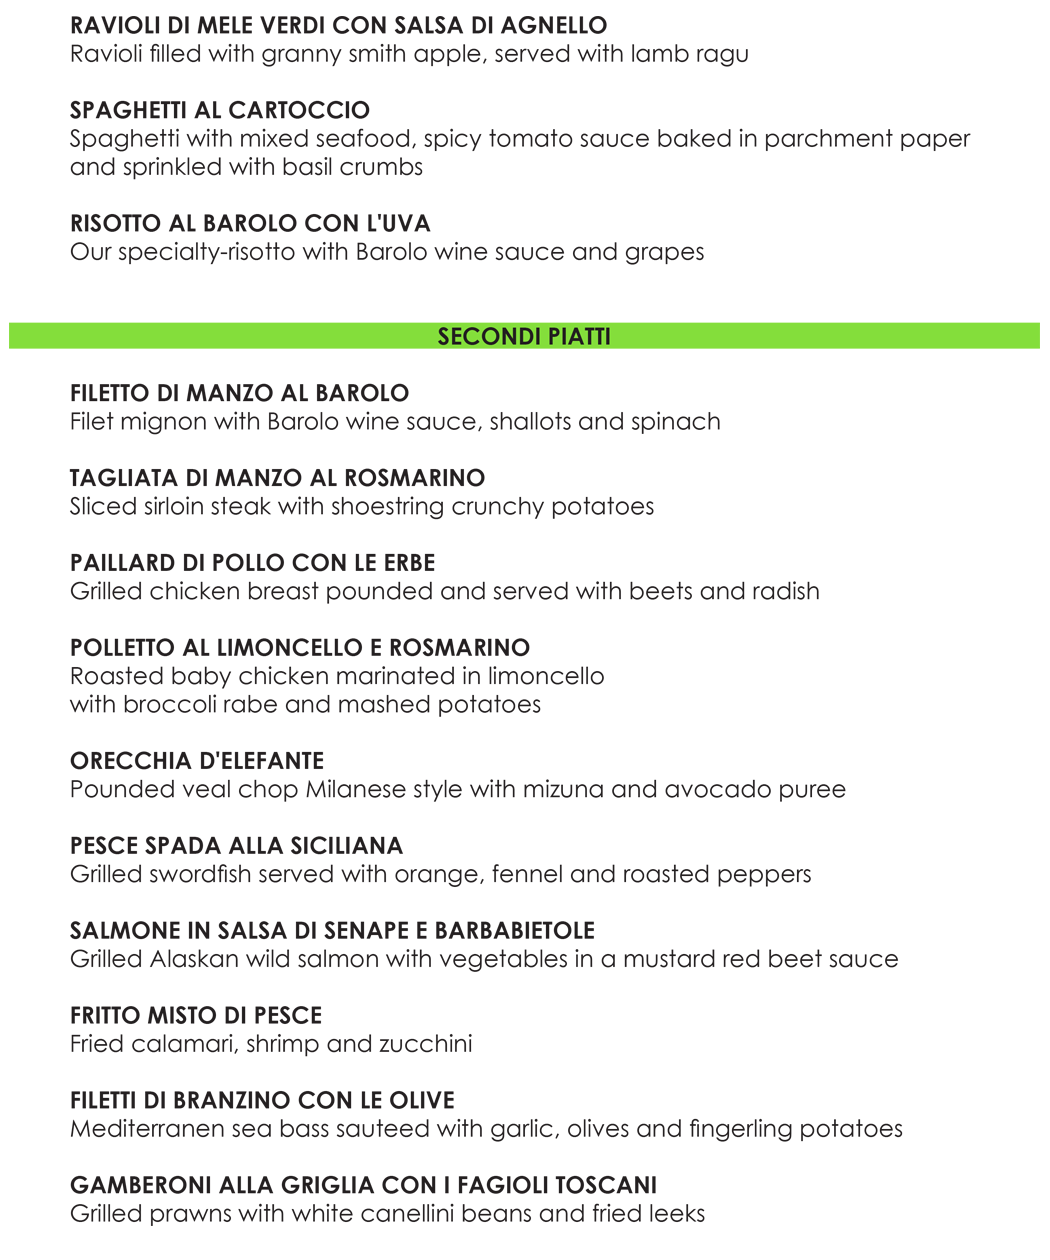 RAVIOLI DI MELE VERDI CON SALSA DI AGNELLO
Ravioli filled with granny smith apple, served with lamb ragu
SPAGHETTI AL CARTOCCIO
Spaghetti with mixed seafood, spicy tomato sauce baked in parchment paper
and sprinkled with basil crumbs
RISOTTO AL BAROLO CON L'UVA
Our specialty-risotto with Barolo wine sauce and grapes
SECONDI PIATTI
FILETTO DI MANZO AL BAROLO
Filet mignon with Barolo wine sauce, shallots and spinach
TAGLIATA DI MANZO AL ROSMARINO
Sliced sirloin steak with shoestring crunchy potatoes
PAILLARD DI POLLO CON LE ERBE
Grilled chicken breast pounded and served with beets and radish
POLLETTO AL LIMONCELLO E ROSMARINO
Roasted baby chicken marinated in limoncello
with broccoli rabe and mashed potatoes
ORECCHIA D'ELEFANTE
Pounded veal chop Milanese style with mizuna and avocado puree
PESCE SPADA ALLA SICILIANA
Grilled swordfish served with orange, fennel and roasted peppers
SALMONE IN SALSA DI SENAPE E BARBABIETOLE
Grilled Alaskan wild salmon with vegetables in a mustard red beet sauce
FRITTO MISTO DI PESCE
Fried calamari, shrimp and zucchini
FILETTI DI BRANZINO CON LE OLIVE
Mediterranen sea bass sauteed with garlic, olives and fingerling potatoes
GAMBERONI ALLA GRIGLIA CON I FAGIOLI TOSCANI
Grilled prawns with white canellini beans and fried leeks